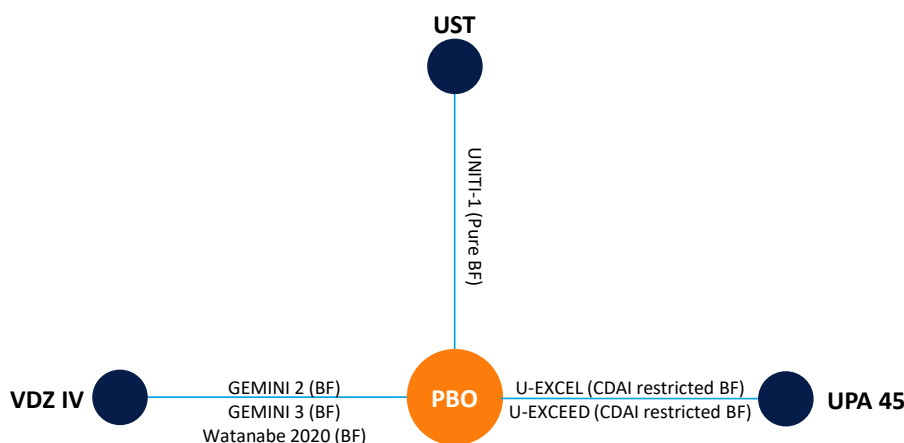 UST
UNITI-1 (Pure BF)
VDZ IV
GEMINI 2 (BF)
GEMINI 3 (BF)
Watanabe 2020 (BF)
PBO
U-EXCEL (CDAI restricted BF)
U-EXCEED (CDAI restricted BF)
UPA 45